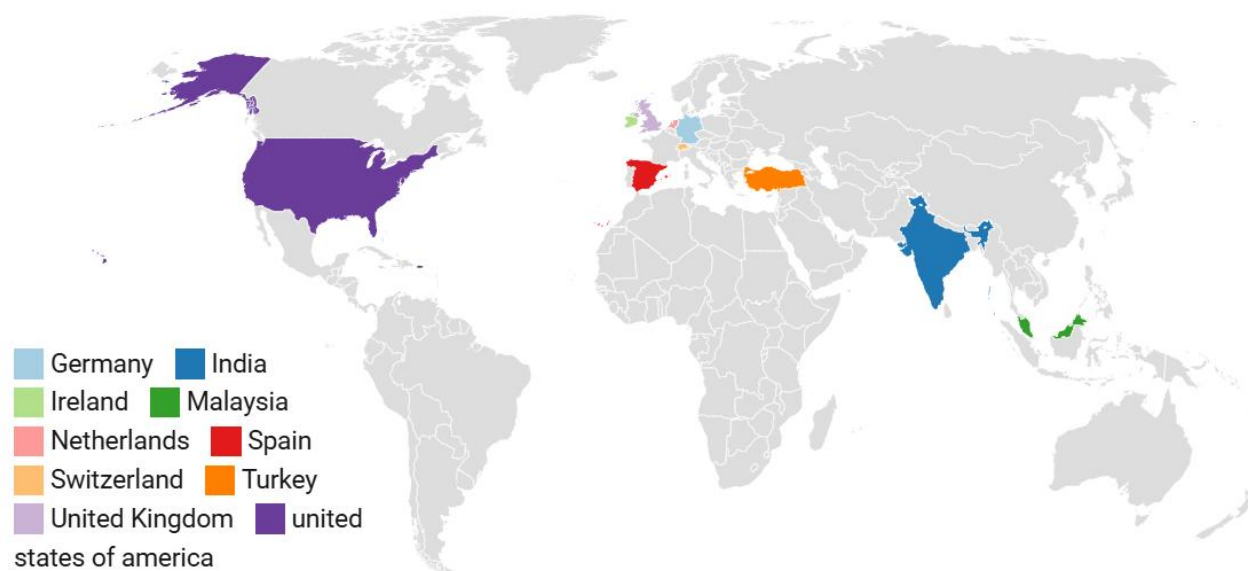 Germany India
Ireland Malaysia
Netherlands Spain
Switzerland Turkey
United Kingdom united
states of america